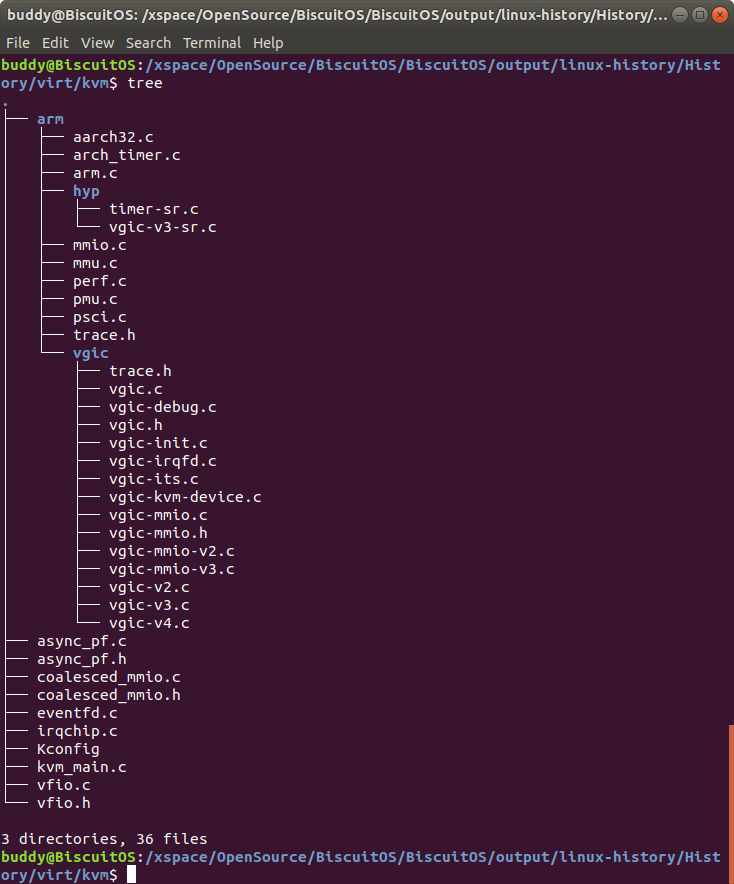 buddy@BiscuitOS: /xspace/OpenSource/BiscuitOS/BiscuitOS/output/linux-history/History/...
File Edit View Search Terminal Help
buddy@BiscuitOS:/xspace/OpenSource/BiscuitOS/BiscuitOS/output/linux-history/Hist
ory/virt/kvm$ tree
.
├── arm
│   ├── aarch32.c
│   ├── arch_timer.c
│   ├── arm.c
│   ├── hyp
│   │   ├── timer-sr.c
│   │   └── vgic-v3-sr.c
│   ├── mmio.c
│   ├── mmu.c
│   ├── perf.c
│   ├── pmu.c
│   ├── psci.c
│   ├── trace.h
│   └── vgic
│       ├── trace.h
│       ├── vgic.c
│       ├── vgic-debug.c
│       ├── vgic.h
│       ├── vgic-init.c
│       ├── vgic-irqfd.c
│       ├── vgic-its.c
│       ├── vgic-kvm-device.c
│       ├── vgic-mmio.c
│       ├── vgic-mmio.h
│       ├── vgic-mmio-v2.c
│       ├── vgic-mmio-v3.c
│       ├── vgic-v2.c
│       ├── vgic-v3.c
│       └── vgic-v4.c
├── async_pf.c
├── async_pf.h
├── coalesced_mmio.c
├── coalesced_mmio.h
├── eventfd.c
├── irqchip.c
├── Kconfig
├── kvm_main.c
├── vfio.c
└── vfio.h
3 directories, 36 files
buddy@BiscuitOS:/xspace/OpenSource/BiscuitOS/BiscuitOS/output/linux-history/Hist
ory/virt/kvm$